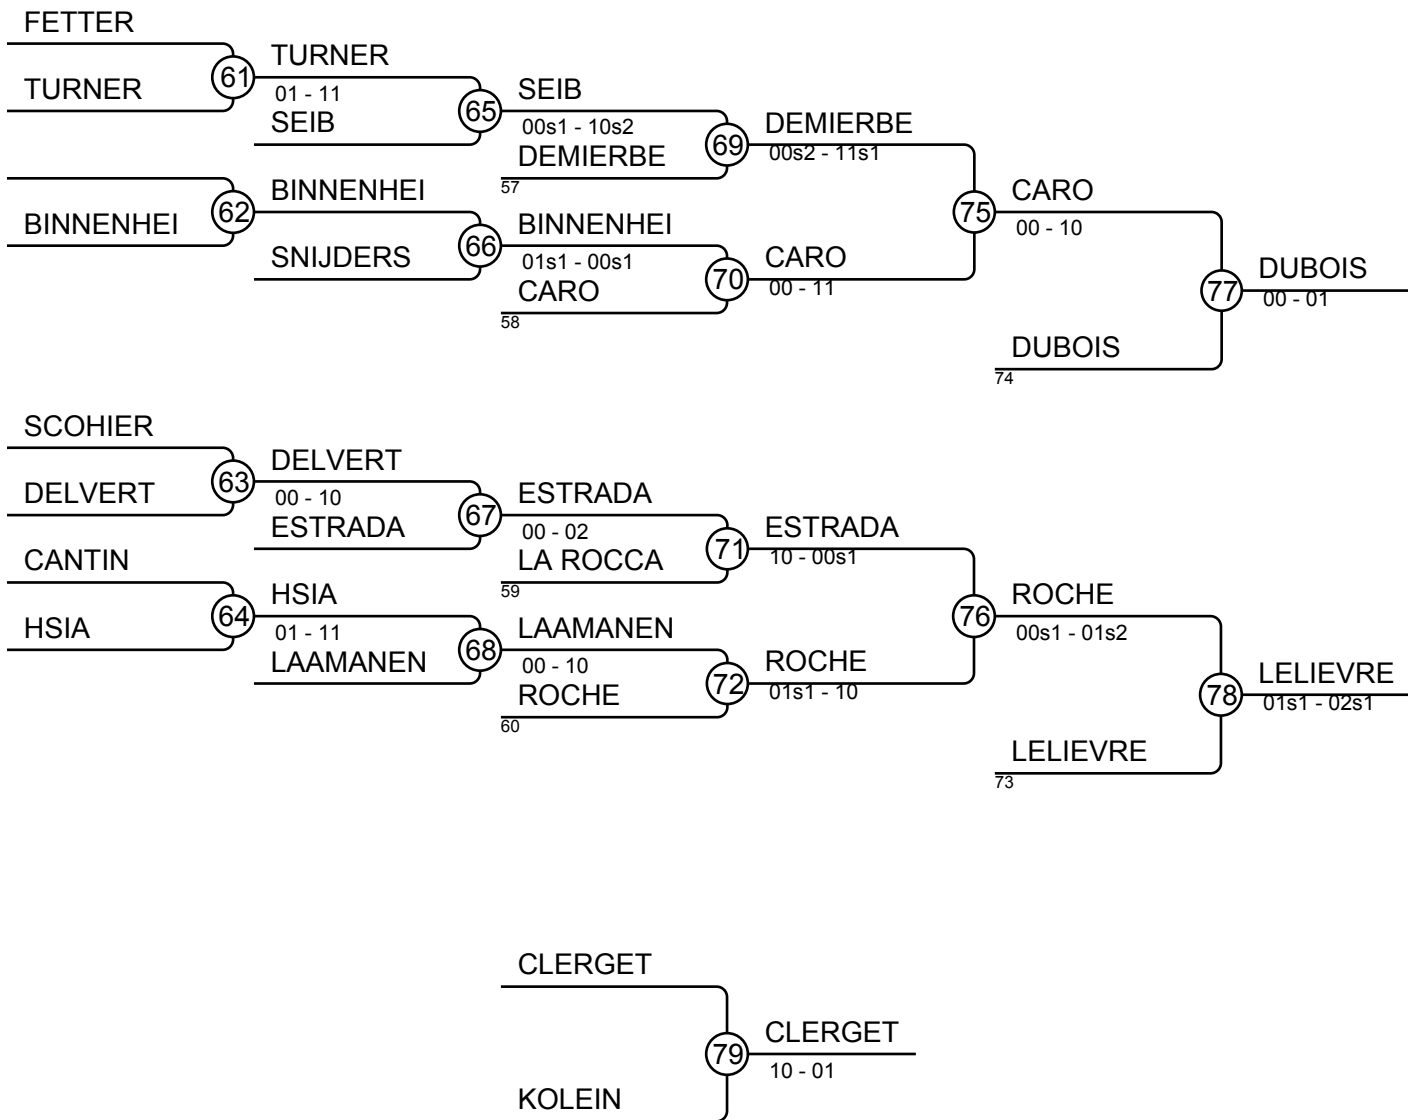 FETTER
TURNER
61
TURNER
01 - 11
SEIB
65
SEIB
00s1 - 10s2
DEMIERBE
57
69
DEMIERBE
00s2 - 11s1
BINNENHEI
62
BINNENHEI
SNIJDERS
66
BINNENHEI
01s1 - 00s1
CARO
58
70
CARO
00 - 11
75
CARO
00 - 10
DUBOIS
74
77
DUBOIS
00 - 01
SCOHIER
DELVERT
63
DELVERT
00 - 10
ESTRADA
67
ESTRADA
00 - 02
LA ROCCA
59
71
ESTRADA
10 - 00s1
CANTIN
HSIA
64
HSIA
01 - 11
LAAMANEN
68
LAAMANEN
00 - 10
ROCHE
60
72
ROCHE
01s1 - 10
76
ROCHE
00s1 - 01s2
LELIEVRE
73
78
LELIEVRE
01s1 - 02s1
CLERGET
KOLEIN
79
CLERGET
10 - 01